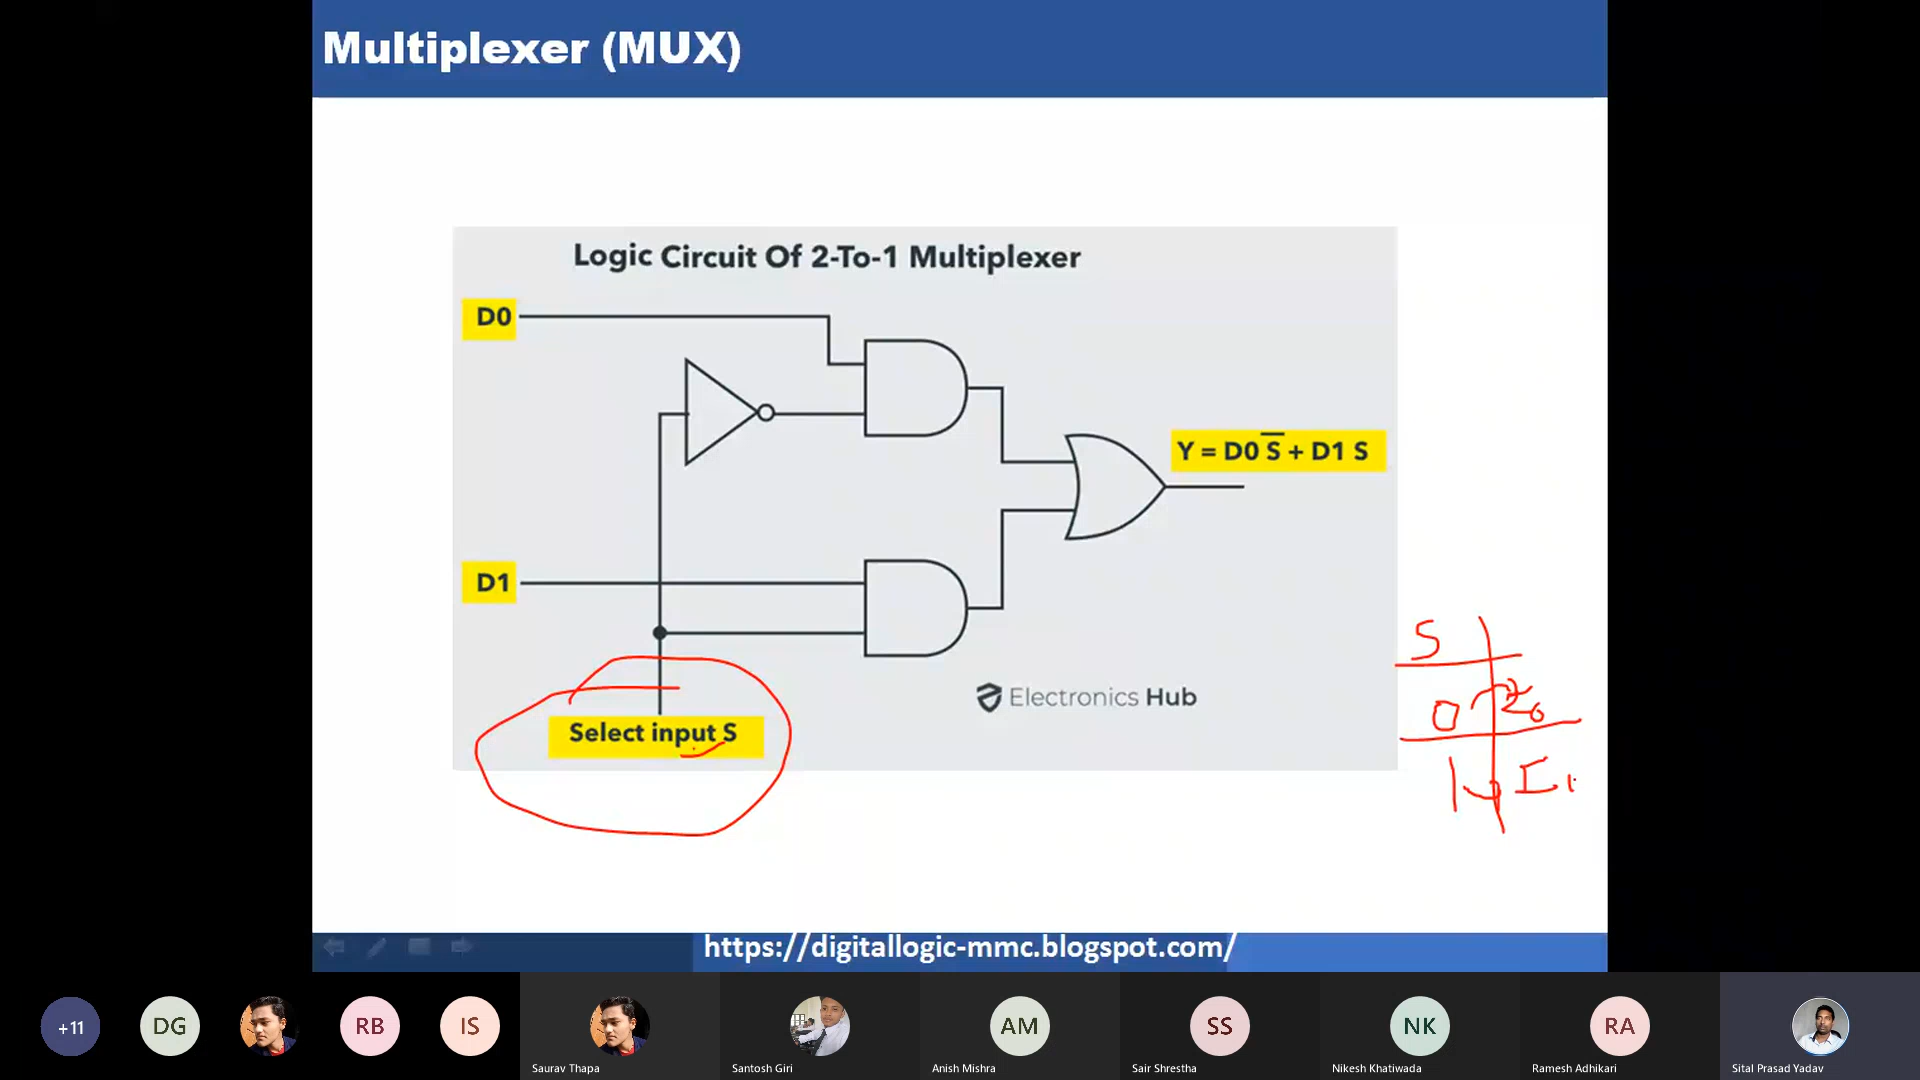 Multiplexer (MUX)
Logic Circuit Of 2-To-1 Multiplexer
D0
Y = D0 S̅ + D1 S
D1
S
0 I0
1 I1
Electronics Hub
Select input S
https://digitallogic-mmc.blogspot.com/
+11
DG
RB
IS
AM
SS
NK
RA
Saurav Thapa
Santosh Giri
Anish Mishra
Sair Shrestha
Nikesh Khatiwada
Ramesh Adhikari
Sital Prasad Yadav